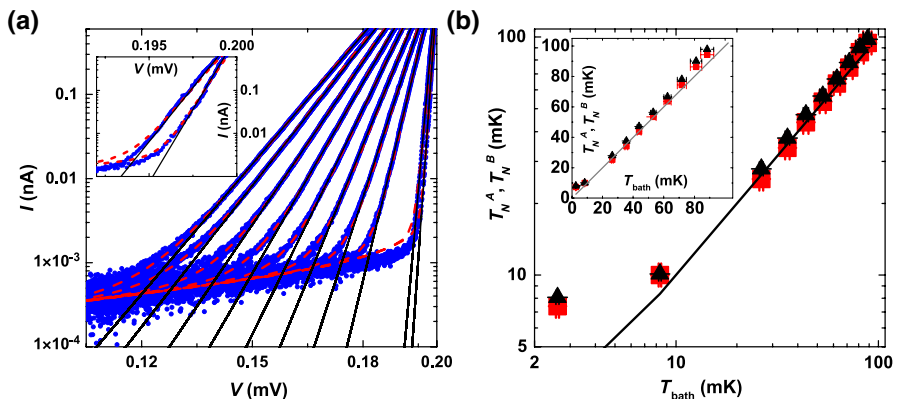 (a)
0.195
0.200
V (mV)
I (nA)
0.1
0.01
0.002
0.1
0.01
1×10⁻³
1×10⁻⁴
I (nA)
0.12
0.15
0.18
0.20
V (mV)
(b)
100
10
5
T_N^A, T_N^B (mK)
100
80
60
40
20
0
T_N^A, T_N^B
(mK)
0 20 40 60 80
T_bath (mK)
2
10
100
T_bath (mK)